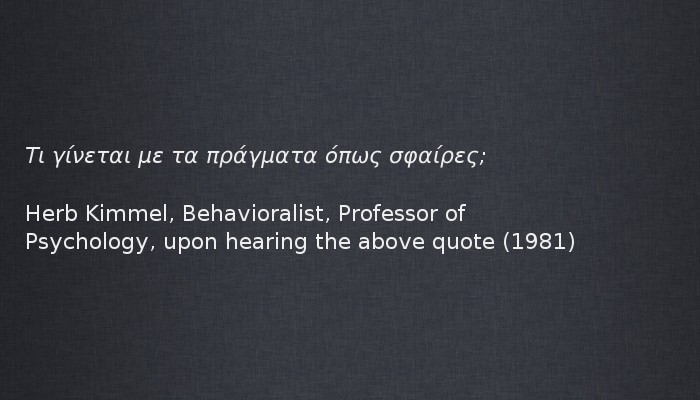 Τι γίνεται με τα πράγματα όπως σφαίρες;
Herb Kimmel, Behavioralist, Professor of
Psychology, upon hearing the above quote (1981)